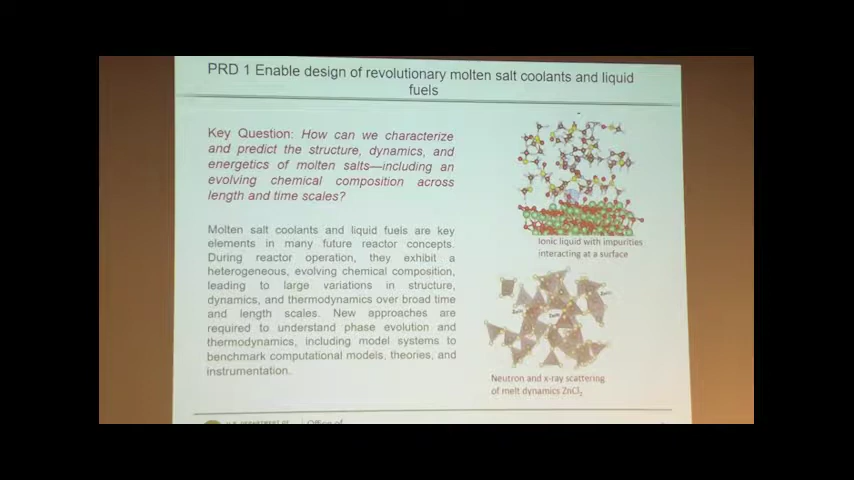 PRD 1 Enable design of revolutionary molten salt coolants and liquid
fuels
Key Question: How can we characterize
and predict the structure, dynamics, and
energetics of molten salts—including an
evolving chemical composition across
length and time scales?
Molten salt coolants and liquid fuels are key
elements in many future reactor concepts.
During reactor operation, they exhibit a
heterogeneous, evolving chemical composition,
leading to large variations in structure,
dynamics, and thermodynamics over broad time
and length scales. New approaches are
required to understand phase evolution and
thermodynamics, including model systems to
benchmark computational models, theories, and
instrumentation.
Ionic liquid with impurities
interacting at a surface
Neutron and x-ray scattering
of melt dynamics ZnCl₂
Office of